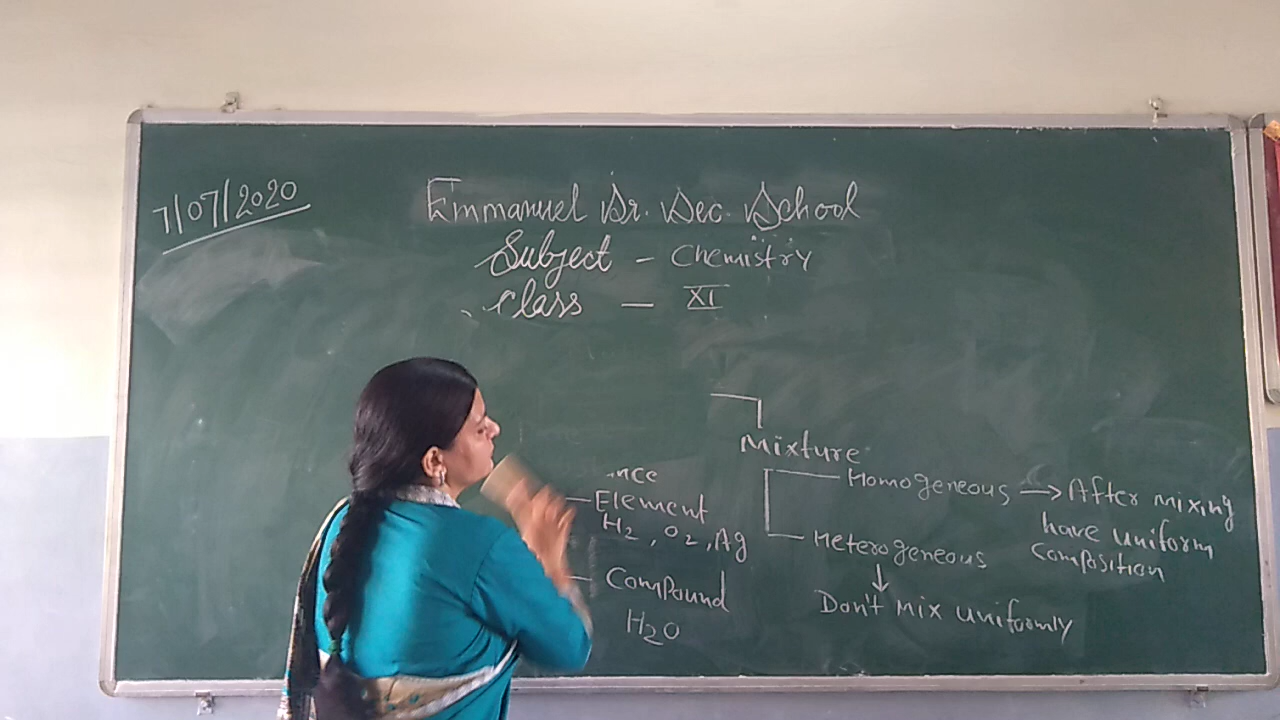 7/07/2020
Emmanuel Sr. Sec. School
Subject - Chemistry
Class - XI
Mixture
Homogeneous → After mixing
have uniform
composition
Heterogeneous
↓
Don't mix uniformly
Element
H₂, O₂, Ag
Compound
H₂O